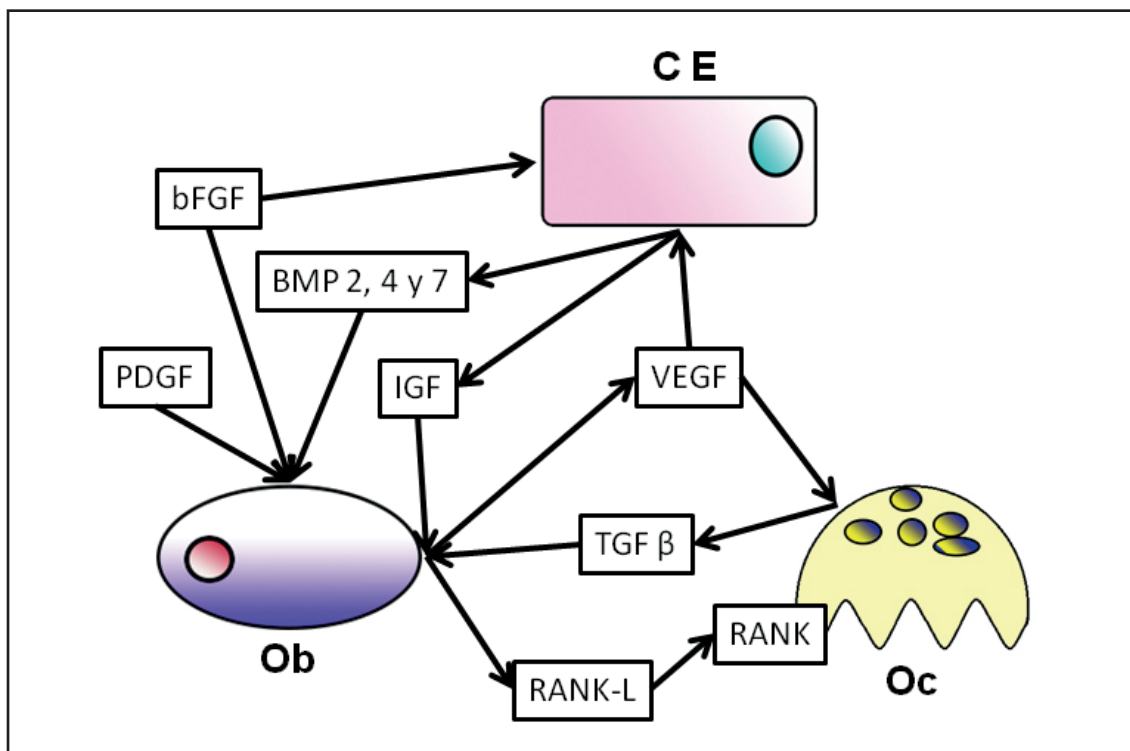 C E
bFGF
BMP 2, 4 y 7
PDGF
IGF
VEGF
TGF β
RANK
Ob
Oc
RANK-L